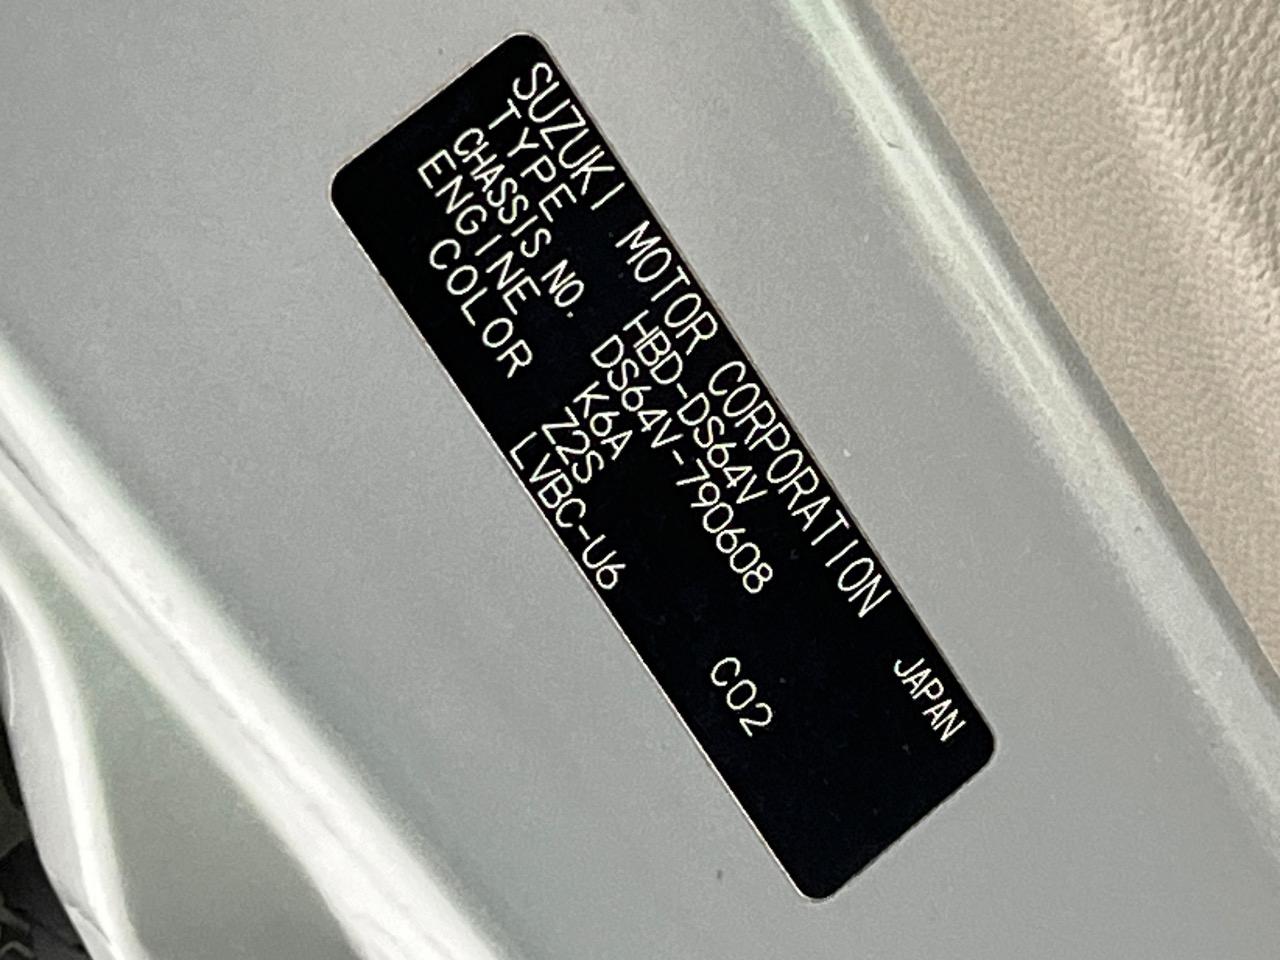 SUZUKI MOTOR CORPORATION JAPAN
TYPE HBD-DS64V
CHASSIS NO. DS64V-790608
ENGINE K6A
COLOR Z2S C02
LVBC-U6